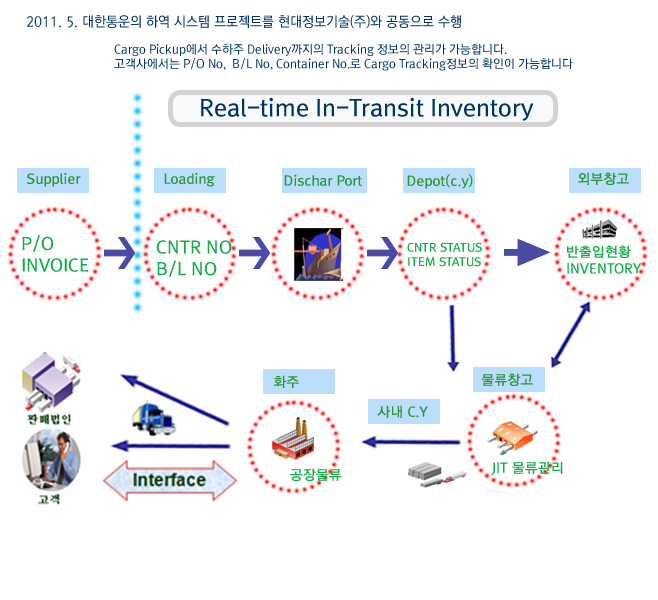 2011. 5. 대한통운의 하역 시스템 프로젝트를 현대정보기술(주)와 공동으로 수행
Cargo Pickup에서 수하주 Delivery까지의 Tracking 정보의 관리가 가능합니다.
고객사에서는 P/O No, B/L No, Container No.로 Cargo Tracking정보의 확인이 가능합니다
Real-time In-Transit Inventory
Supplier
Loading
Dischar Port
Depot(c.y)
외부창고
P/O
INVOICE
CNTR NO
B/L NO
CNTR STATUS
ITEM STATUS
반출입현황
INVENTORY
화주
물류창고
사내 C.Y
판매법인
공장물류
JIT 물류관리
Interface
고객